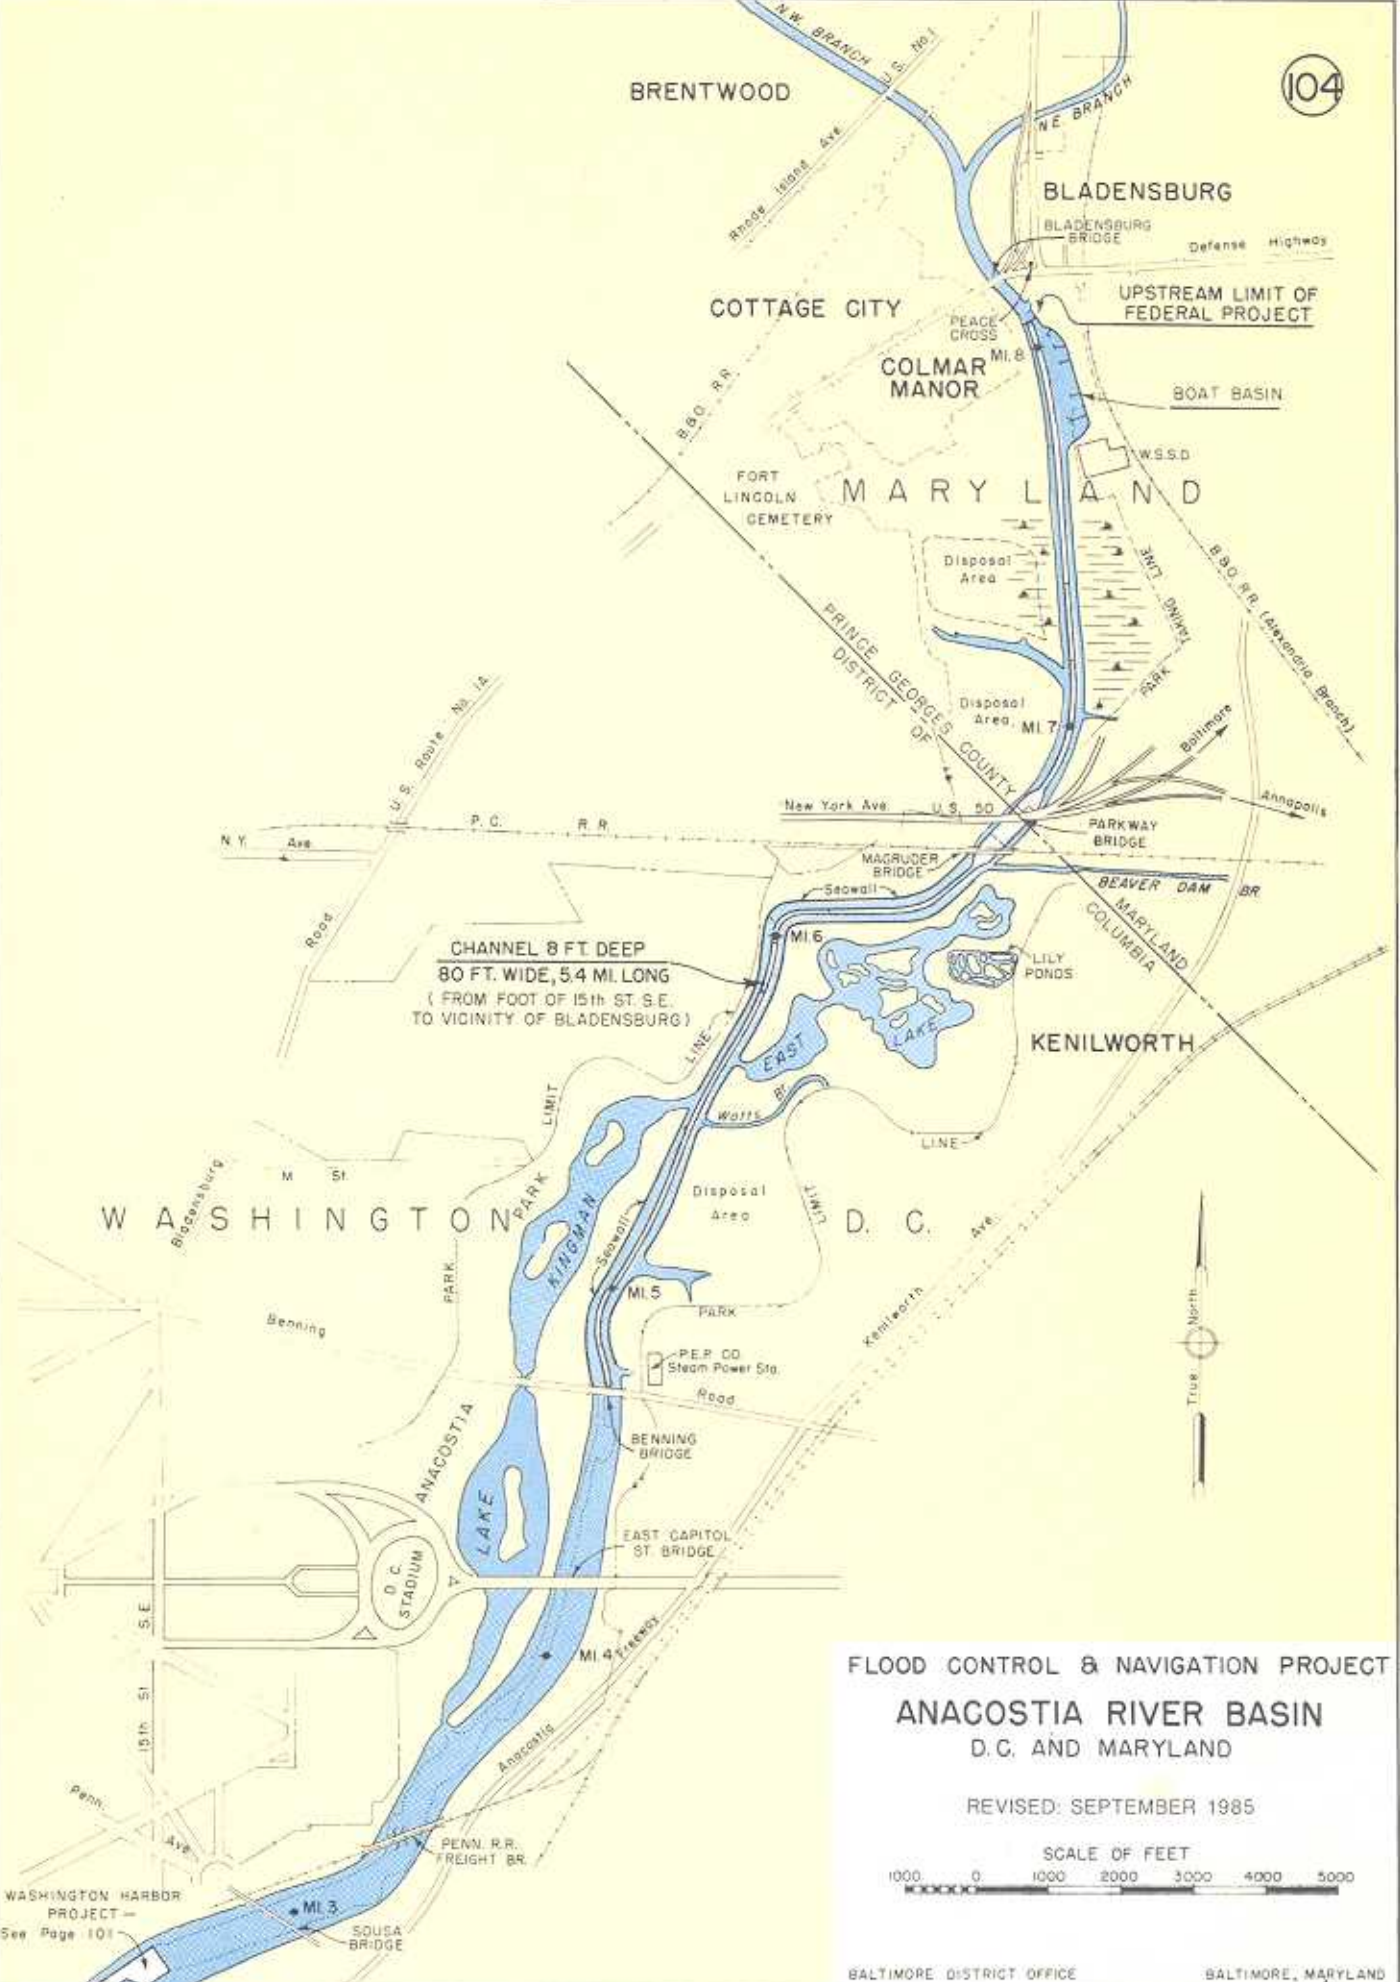 N.W. BRANCH
U.S. No.1
BRENTWOOD
104
N.E. BRANCH
Rhode Island Ave.
BLADENSBURG
BLADENSBURG
BRIDGE
Defense Highway
COTTAGE CITY
UPSTREAM LIMIT OF
FEDERAL PROJECT
PEACE
CROSS
MI. 8
COLMAR
MANOR
BOAT BASIN
B.&O. R.R.
W.S.S.D.
FORT
LINCOLN
CEMETERY
MARYLAND
Disposal
Area
TAKING LINE
B.&O. R.R. (Alexandria Branch)
PRINCE GEORGES COUNTY
DISTRICT OF
PARK
Disposal
Area
MI. 7
U.S. Route No. 1A
Baltimore
New York Ave. U.S. 50
Annapolis
P.C. R.R.
N.Y. Ave.
PARKWAY
BRIDGE
MAGRUDER
BRIDGE
Seawall
BEAVER DAM BR.
MARYLAND
COLUMBIA
Road
MI. 6
CHANNEL 8 FT. DEEP
80 FT. WIDE, 5.4 MI. LONG
(FROM FOOT OF 15th ST. S.E.
TO VICINITY OF BLADENSBURG)
LILY
PONDS
EAST LAKE
KENILWORTH
LINE
LIMIT
Watts Br.
LINE
M St.
Bladensburg
PARK
Disposal
Area
LIMIT
WASHINGTON D.C.
KINGMAN
Seawall
Ave.
PARK
MI. 5
PARK
Kenilworth
Benning
P.E.P. CO.
Steam Power Sta.
Road
True North
BENNING
BRIDGE
ANACOSTIA
LAKE
EAST CAPITOL
ST. BRIDGE
D.C.
STADIUM
S.E.
15th St.
MI. 4
Freeway
Anacostia
Penn. Ave.
PENN. R.R.
FREIGHT BR.
WASHINGTON HARBOR
PROJECT —
See Page 101
MI. 3
SOUSA
BRIDGE
FLOOD CONTROL & NAVIGATION PROJECT
ANACOSTIA RIVER BASIN
D.C. AND MARYLAND
REVISED: SEPTEMBER 1985
SCALE OF FEET
1000 0 1000 2000 3000 4000 5000
BALTIMORE DISTRICT OFFICE BALTIMORE, MARYLAND